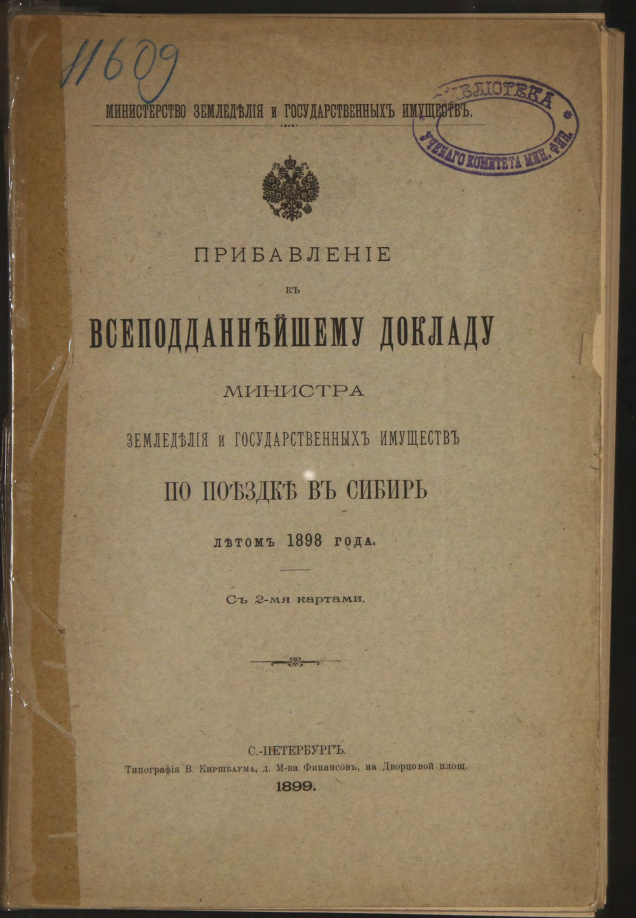 11609
МИНИСТЕРСТВО ЗЕМЛЕДѢЛІЯ и ГОСУДАРСТВЕННЫХЪ ИМУЩЕСТВЪ.
БИБЛІОТЕКА
УЧЕНАГО КОМИТЕТА МИН. ФИН.
ПРИБАВЛЕНІЕ
КЪ
ВСЕПОДДАННѢЙШЕМУ ДОКЛАДУ
МИНИСТРА
ЗЕМЛЕДѢЛІЯ и ГОСУДАРСТВЕННЫХЪ ИМУЩЕСТВЪ
ПО ПОѢЗДКѢ ВЪ СИБИРЬ
ЛѢТОМЪ 1898 ГОДА.
Съ 2-мя картами.
С.-ПЕТЕРБУРГЪ.
Типографія В. Киршбаума, д. М-ва Финансовъ, на Дворцовой площ.
1899.